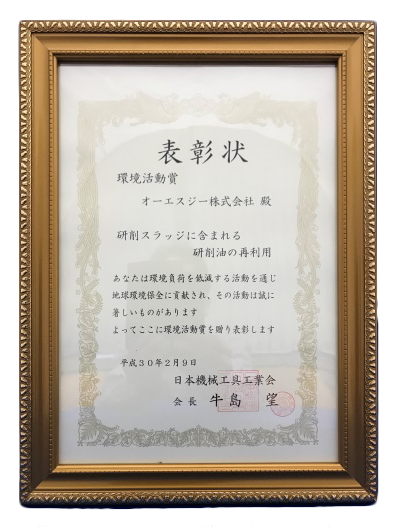 表彰状
環境活動賞
オーエスジー株式会社 殿
研削スラッジに含まれる
研削油の再利用
あなたは環境負荷を低減する活動を通じ
地球環境保全に貢献され、その活動は誠に
著しいものがあります
よってここに環境活動賞を贈り表彰します
平成30年2月9日
日本機械工具工業会
会長 牛島 望